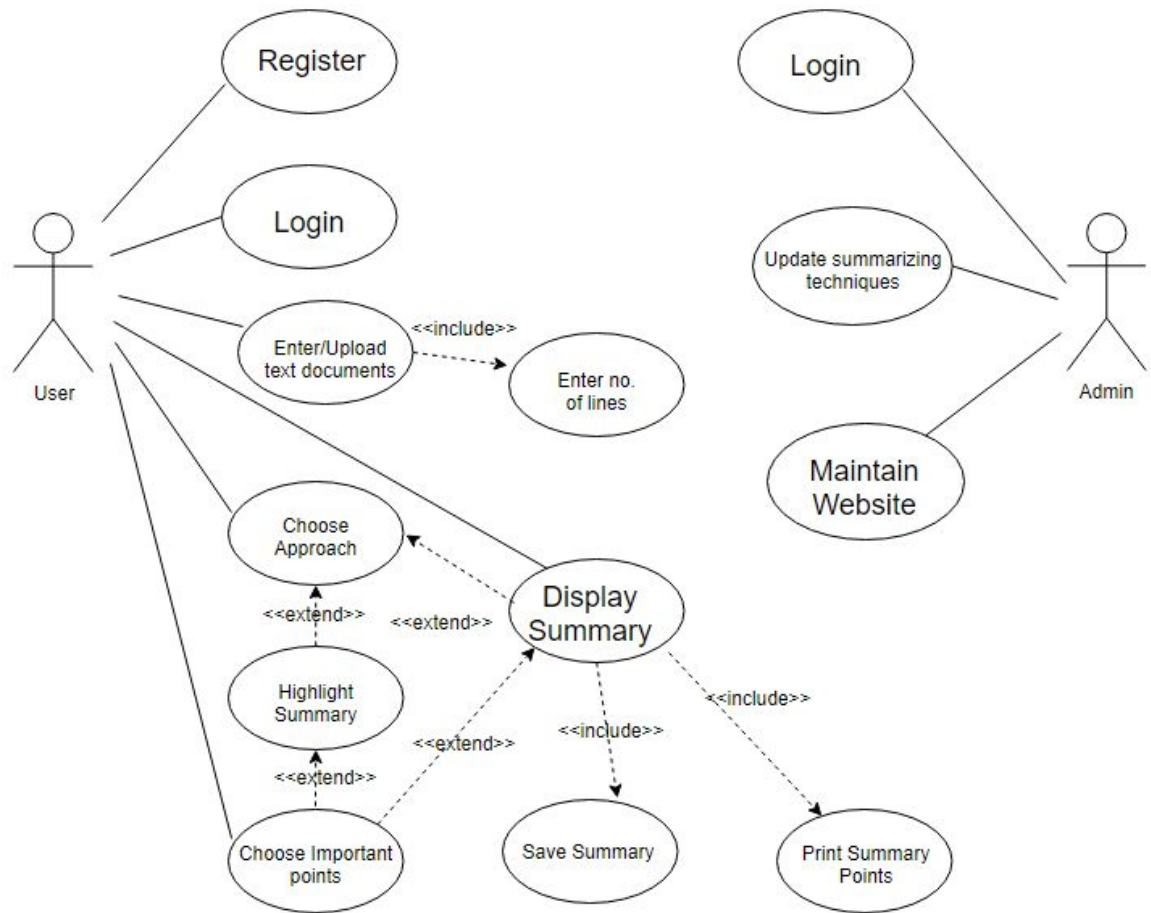 Register
Login
Login
Update summarizing
techniques
<<include>>
Enter/Upload
text documents
Enter no.
of lines
User
Admin
Maintain
Website
Choose
Approach
Display
Summary
<<extend>>
<<extend>>
Highlight
Summary
<<include>>
<<extend>>
<<include>>
<<extend>>
Choose Important
points
Save Summary
Print Summary
Points